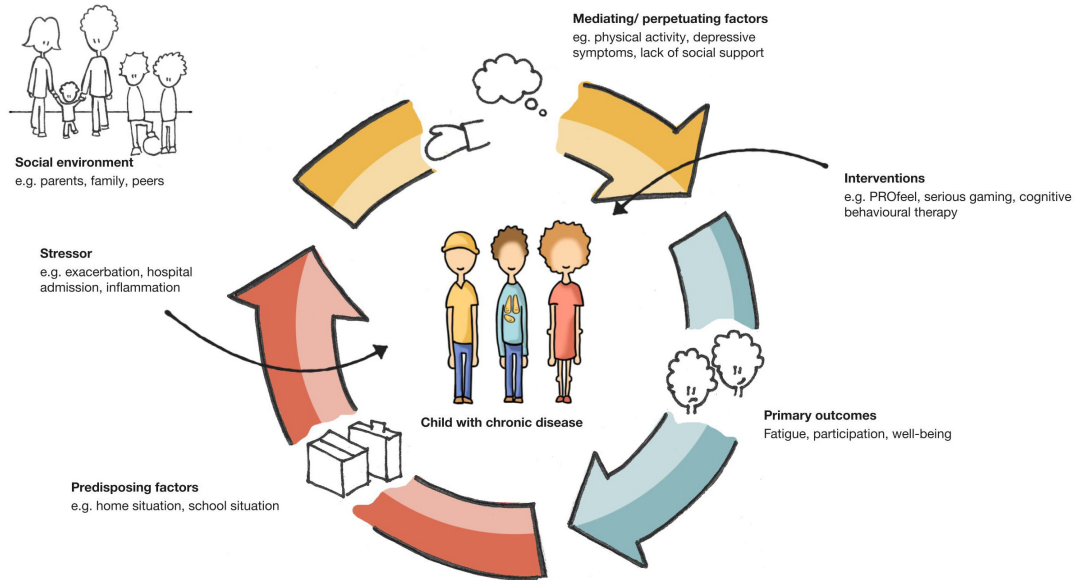 Mediating/ perpetuating factors
eg. physical activity, depressive
symptoms, lack of social support
Social environment
e.g. parents, family, peers
Interventions
e.g. PROfeel, serious gaming, cognitive
behavioural therapy
Stressor
e.g. exacerbation, hospital
admission, inflammation
Child with chronic disease
Primary outcomes
Fatigue, participation, well-being
Predisposing factors
e.g. home situation, school situation